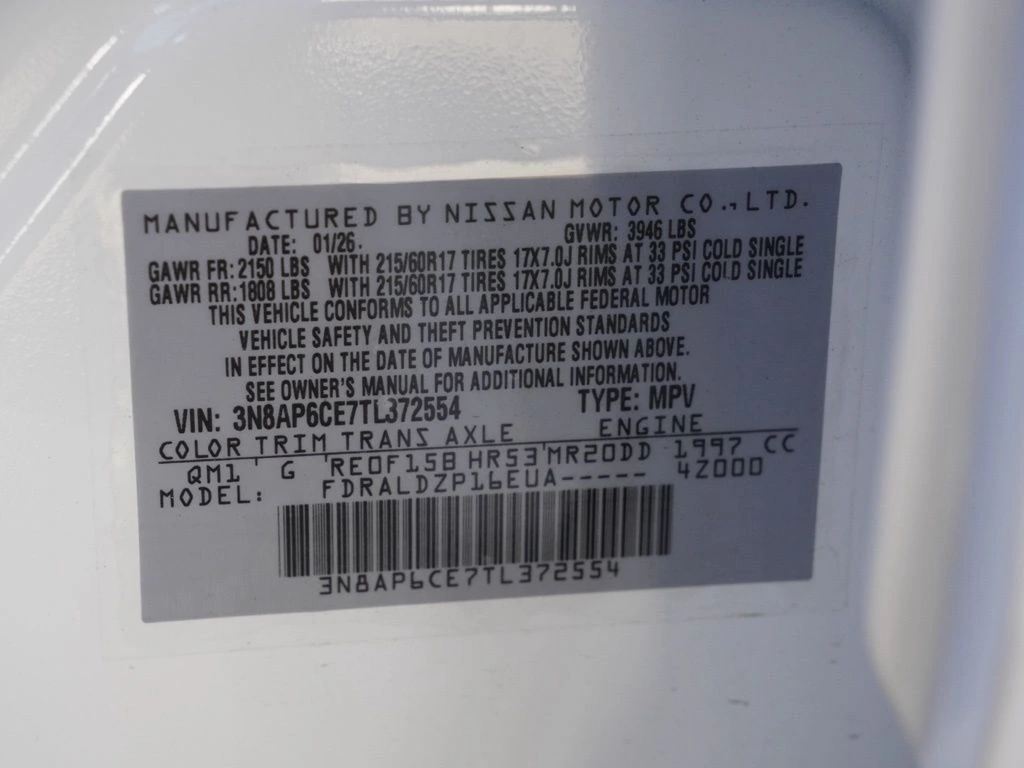 MANUFACTURED BY NISSAN MOTOR CO., LTD.
DATE: 01/26. GVWR: 3946 LBS
GAWR FR: 2150 LBS WITH 215/60R17 TIRES 17X7.0J RIMS AT 33 PSI COLD SINGLE
GAWR RR: 1808 LBS WITH 215/60R17 TIRES 17X7.0J RIMS AT 33 PSI COLD SINGLE
THIS VEHICLE CONFORMS TO ALL APPLICABLE FEDERAL MOTOR
VEHICLE SAFETY AND THEFT PREVENTION STANDARDS
IN EFFECT ON THE DATE OF MANUFACTURE SHOWN ABOVE.
SEE OWNER'S MANUAL FOR ADDITIONAL INFORMATION.
VIN: 3N8AP6CE7TL372554 TYPE: MPV
COLOR TRIM TRANS AXLE ENGINE
QM1 G RE0F15B HR53 MR20DD 1997 CC
MODEL: FDRALDZP16EUA----- 4Z000
3N8AP6CE7TL372554